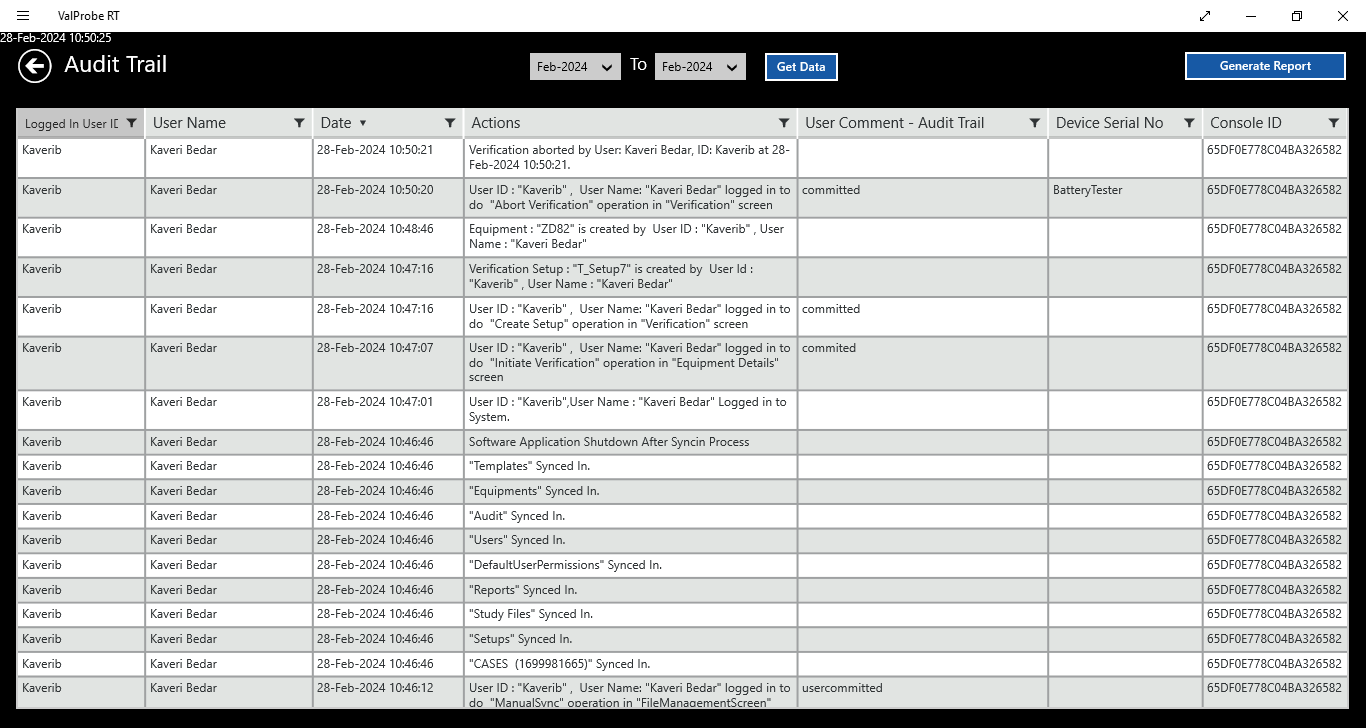 ValProbe RT
28-Feb-2024 10:50:25
Audit Trail
Feb-2024 To Feb-2024 Get Data Generate Report
Logged In User ID User Name Date Actions User Comment - Audit Trail Device Serial No Console ID
Kaverib Kaveri Bedar 28-Feb-2024 10:50:21 Verification aborted by User: Kaveri Bedar, ID: Kaverib at 28- 65DF0E778C04BA326582
Feb-2024 10:50:21.
Kaverib Kaveri Bedar 28-Feb-2024 10:50:20 User ID : "Kaverib" , User Name: "Kaveri Bedar" logged in to committed BatteryTester 65DF0E778C04BA326582
do "Abort Verification" operation in "Verification" screen
Kaverib Kaveri Bedar 28-Feb-2024 10:48:46 Equipment : "ZD82" is created by User ID : "Kaverib" , User 65DF0E778C04BA326582
Name : "Kaveri Bedar"
Kaverib Kaveri Bedar 28-Feb-2024 10:47:16 Verification Setup : "T_Setup7" is created by User Id : 65DF0E778C04BA326582
"Kaverib" , User Name : "Kaveri Bedar"
Kaverib Kaveri Bedar 28-Feb-2024 10:47:16 User ID : "Kaverib" , User Name: "Kaveri Bedar" logged in to committed 65DF0E778C04BA326582
do "Create Setup" operation in "Verification" screen
Kaverib Kaveri Bedar 28-Feb-2024 10:47:07 User ID : "Kaverib" , User Name: "Kaveri Bedar" logged in to commited 65DF0E778C04BA326582
do "Initiate Verification" operation in "Equipment Details"
screen
Kaverib Kaveri Bedar 28-Feb-2024 10:47:01 User ID : "Kaverib",User Name : "Kaveri Bedar" Logged in to 65DF0E778C04BA326582
System.
Kaverib Kaveri Bedar 28-Feb-2024 10:46:46 Software Application Shutdown After Syncin Process 65DF0E778C04BA326582
Kaverib Kaveri Bedar 28-Feb-2024 10:46:46 "Templates" Synced In. 65DF0E778C04BA326582
Kaverib Kaveri Bedar 28-Feb-2024 10:46:46 "Equipments" Synced In. 65DF0E778C04BA326582
Kaverib Kaveri Bedar 28-Feb-2024 10:46:46 "Audit" Synced In. 65DF0E778C04BA326582
Kaverib Kaveri Bedar 28-Feb-2024 10:46:46 "Users" Synced In. 65DF0E778C04BA326582
Kaverib Kaveri Bedar 28-Feb-2024 10:46:46 "DefaultUserPermissions" Synced In. 65DF0E778C04BA326582
Kaverib Kaveri Bedar 28-Feb-2024 10:46:46 "Reports" Synced In. 65DF0E778C04BA326582
Kaverib Kaveri Bedar 28-Feb-2024 10:46:46 "Study Files" Synced In. 65DF0E778C04BA326582
Kaverib Kaveri Bedar 28-Feb-2024 10:46:46 "Setups" Synced In. 65DF0E778C04BA326582
Kaverib Kaveri Bedar 28-Feb-2024 10:46:46 "CASES (1699981665)" Synced In. 65DF0E778C04BA326582
Kaverib Kaveri Bedar 28-Feb-2024 10:46:12 User ID : "Kaverib" , User Name: "Kaveri Bedar" logged in to usercommitted 65DF0E778C04BA326582
do "ManualSync" operation in "FileManagementScreen"